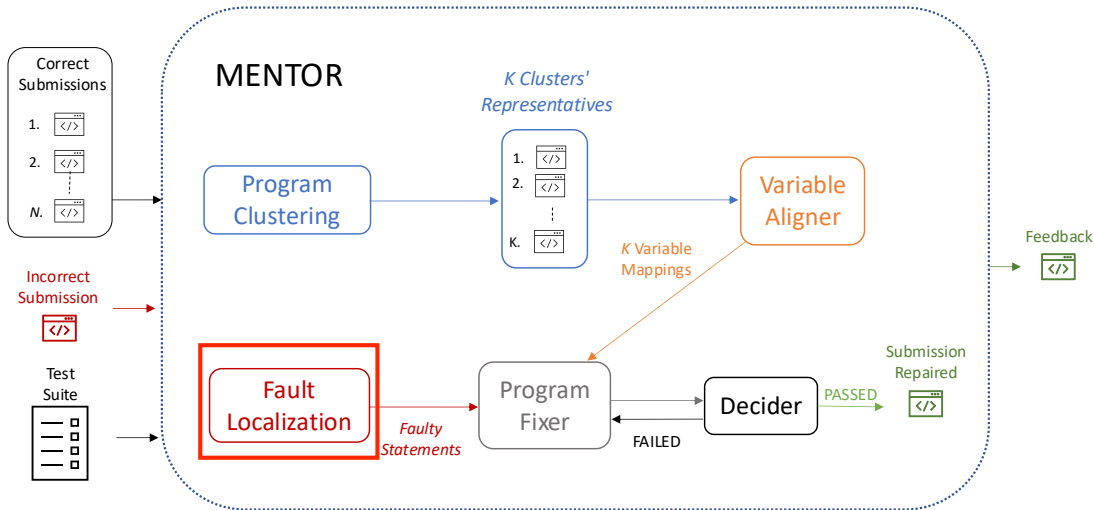 Correct
Submissions
1.
</>
2.
</>
N.
</>
Incorrect
Submission
</>
Test
Suite
MENTOR
K Clusters'
Representatives
1.
</>
2.
</>
K.
</>
Program
Clustering
Variable
Aligner
K Variable
Mappings
Fault
Localization
Faulty
Statements
Program
Fixer
FAILED
Decider
PASSED
Submission
Repaired
</>
Feedback
</>